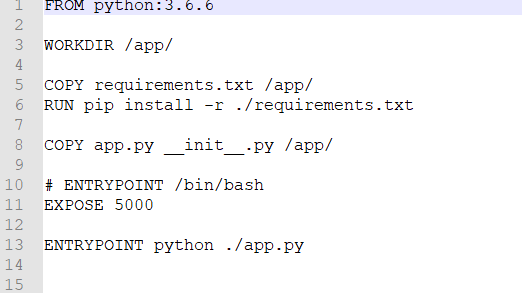 1 FROM python:3.6.6
2
3 WORKDIR /app/
4
5 COPY requirements.txt /app/
6 RUN pip install -r ./requirements.txt
7
8 COPY app.py __init__.py /app/
9
10 # ENTRYPOINT /bin/bash
11 EXPOSE 5000
12
13 ENTRYPOINT python ./app.py
14
15